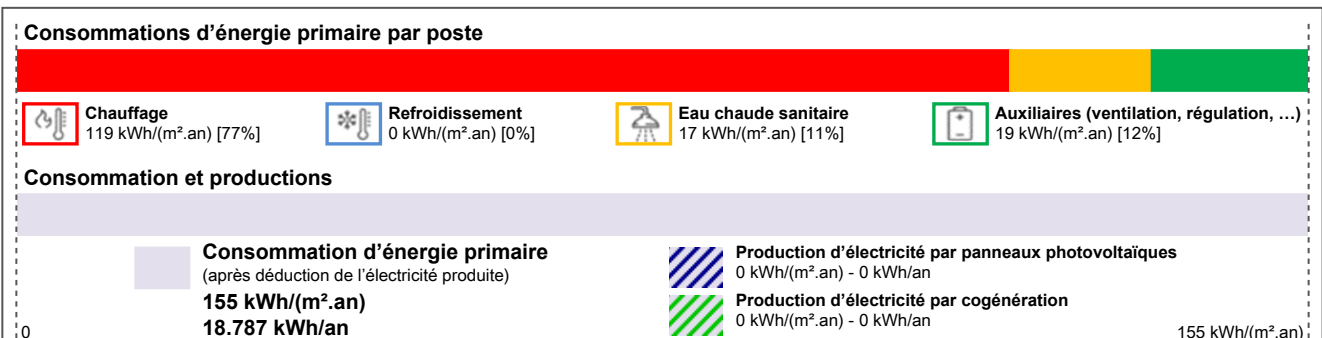 Consommations d'énergie primaire par poste
Chauffage
119 kWh/(m².an) [77%]
Refroidissement
0 kWh/(m².an) [0%]
Eau chaude sanitaire
17 kWh/(m².an) [11%]
Auxiliaires (ventilation, régulation, …)
19 kWh/(m².an) [12%]
Consommation et productions
Consommation d'énergie primaire
(après déduction de l'électricité produite)
155 kWh/(m².an)
18.787 kWh/an
Production d'électricité par panneaux photovoltaïques
0 kWh/(m².an) - 0 kWh/an
Production d'électricité par cogénération
0 kWh/(m².an) - 0 kWh/an
0
155 kWh/(m².an)